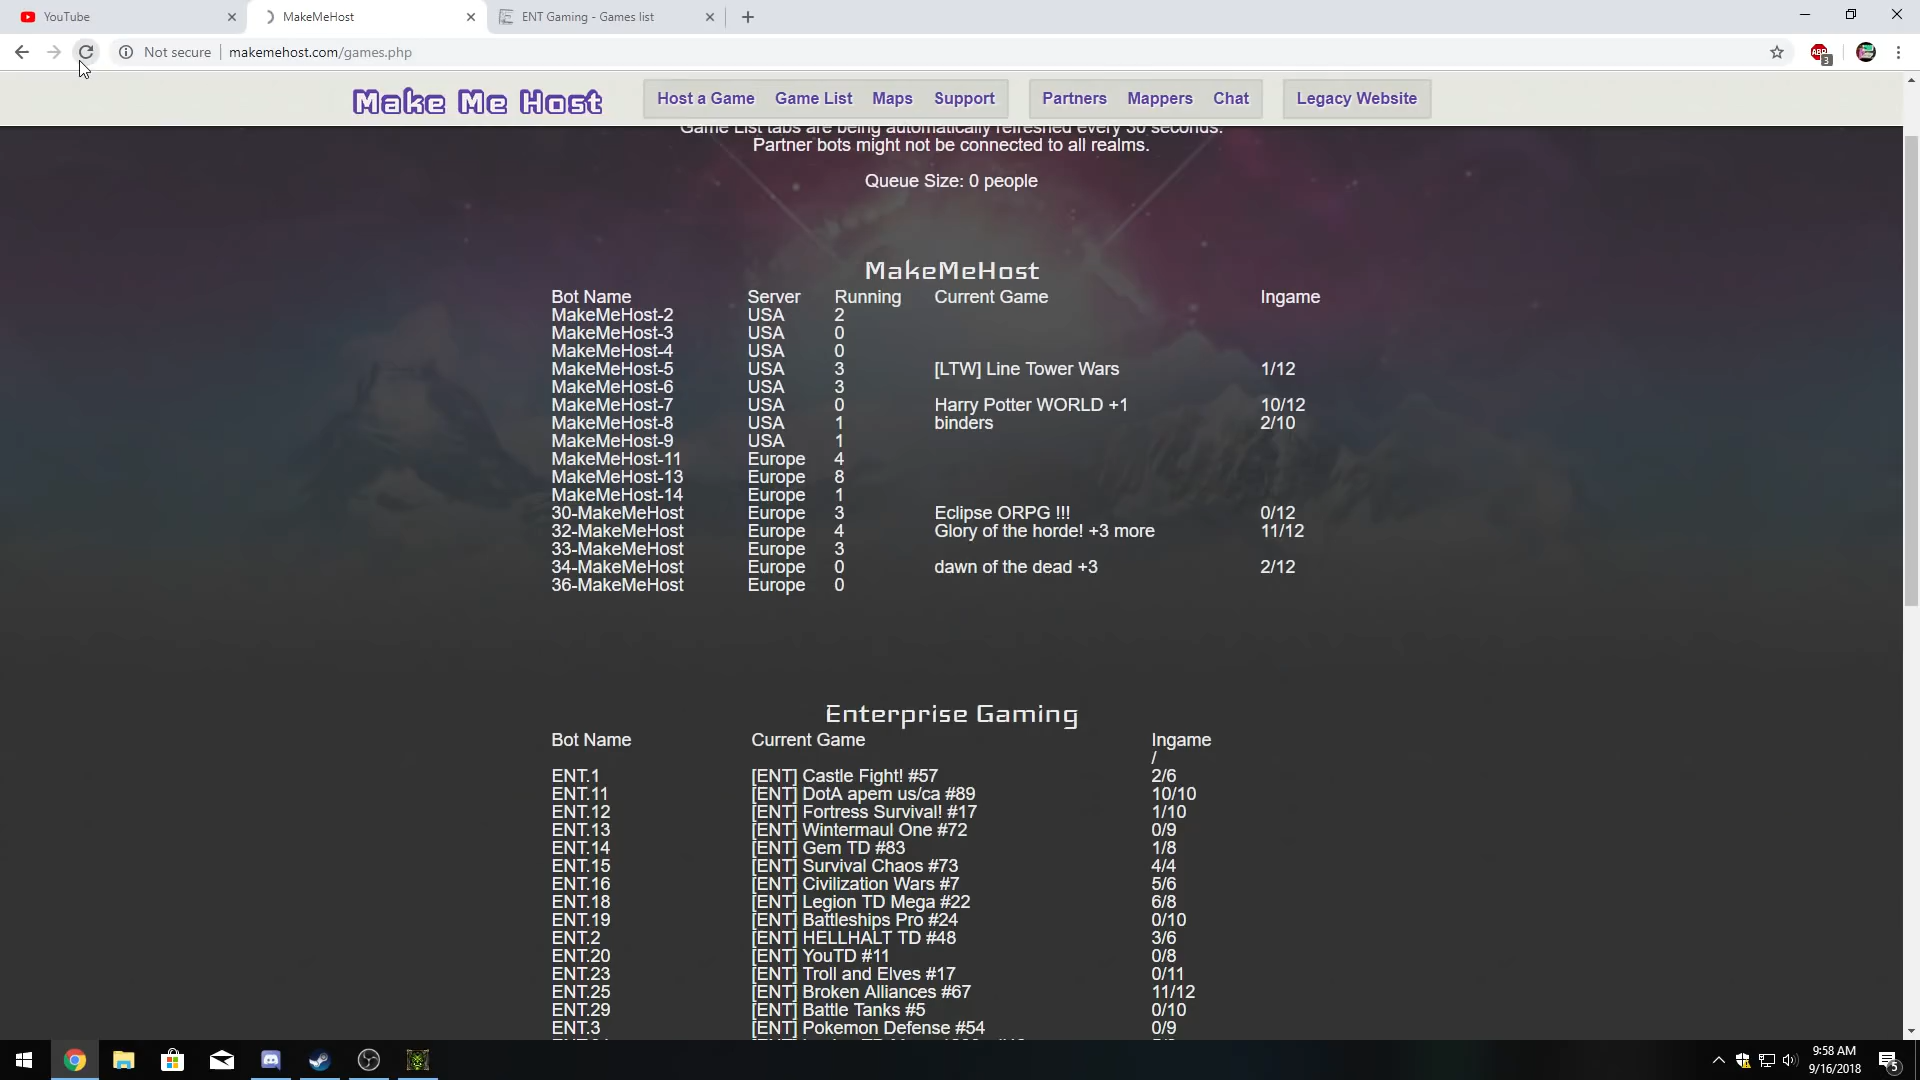 YouTube
MakeMeHost
ENT Gaming - Games list
Not secure
makemehost.com/games.php
ABP
3
Make Me Host
Host a Game Game List Maps Support
Partners Mappers Chat
Legacy Website
Game List tabs are being automatically refreshed every 30 seconds.
Partner bots might not be connected to all realms.
Queue Size: 0 people
MakeMeHost
Bot Name Server Running Current Game Ingame
MakeMeHost-2 USA 2
MakeMeHost-3 USA 0
MakeMeHost-4 USA 0
MakeMeHost-5 USA 3 [LTW] Line Tower Wars 1/12
MakeMeHost-6 USA 3
MakeMeHost-7 USA 0 Harry Potter WORLD +1 10/12
MakeMeHost-8 USA 1 binders 2/10
MakeMeHost-9 USA 1
MakeMeHost-11 Europe 4
MakeMeHost-13 Europe 8
MakeMeHost-14 Europe 1
30-MakeMeHost Europe 3 Eclipse ORPG !!! 0/12
32-MakeMeHost Europe 4 Glory of the horde! +3 more 11/12
33-MakeMeHost Europe 3
34-MakeMeHost Europe 0 dawn of the dead +3 2/12
36-MakeMeHost Europe 0
Enterprise Gaming
Bot Name Current Game Ingame
/
ENT.1 [ENT] Castle Fight! #57 2/6
ENT.11 [ENT] DotA apem us/ca #89 10/10
ENT.12 [ENT] Fortress Survival! #17 1/10
ENT.13 [ENT] Wintermaul One #72 0/9
ENT.14 [ENT] Gem TD #83 1/8
ENT.15 [ENT] Survival Chaos #73 4/4
ENT.16 [ENT] Civilization Wars #7 5/6
ENT.18 [ENT] Legion TD Mega #22 6/8
ENT.19 [ENT] Battleships Pro #24 0/10
ENT.2 [ENT] HELLHALT TD #48 3/6
ENT.20 [ENT] YouTD #11 0/8
ENT.23 [ENT] Troll and Elves #17 0/11
ENT.25 [ENT] Broken Alliances #67 11/12
ENT.29 [ENT] Battle Tanks #5 0/10
ENT.3 [ENT] Pokemon Defense #54 0/9
9:58 AM
9/16/2018
5